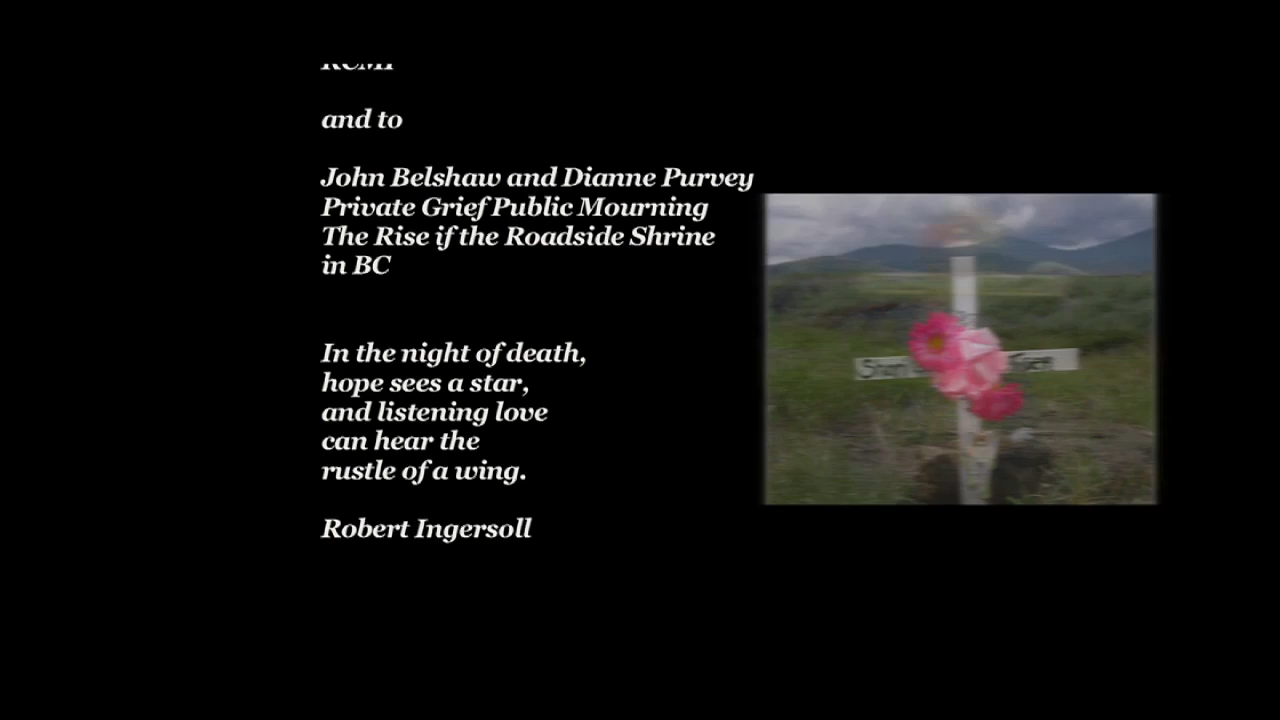 and to
John Belshaw and Dianne Purvey
Private Grief Public Mourning
The Rise if the Roadside Shrine
in BC
In the night of death,
hope sees a star,
and listening love
can hear the
rustle of a wing.
Robert Ingersoll